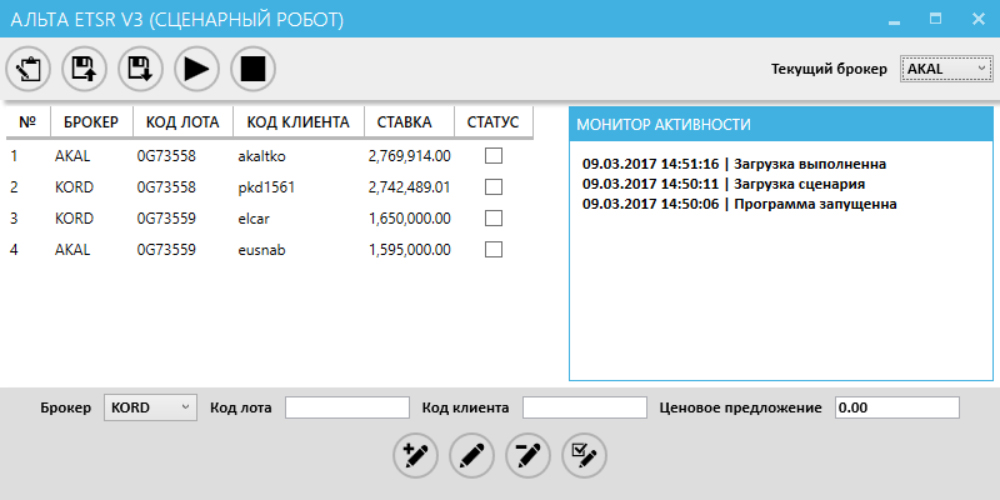 АЛЬТА ETSR V3 (СЦЕНАРНЫЙ РОБОТ)
Текущий брокер AKAL
№ БРОКЕР КОД ЛОТА КОД КЛИЕНТА СТАВКА СТАТУС
1 AKAL 0G73558 akaltko 2,769,914.00
2 KORD 0G73558 pkd1561 2,742,489.01
3 KORD 0G73559 elcar 1,650,000.00
4 AKAL 0G73559 eusnab 1,595,000.00
МОНИТОР АКТИВНОСТИ
09.03.2017 14:51:16 | Загрузка выполненна
09.03.2017 14:50:11 | Загрузка сценария
09.03.2017 14:50:06 | Программа запущенна
Брокер KORD Код лота Код клиента Ценовое предложение 0.00